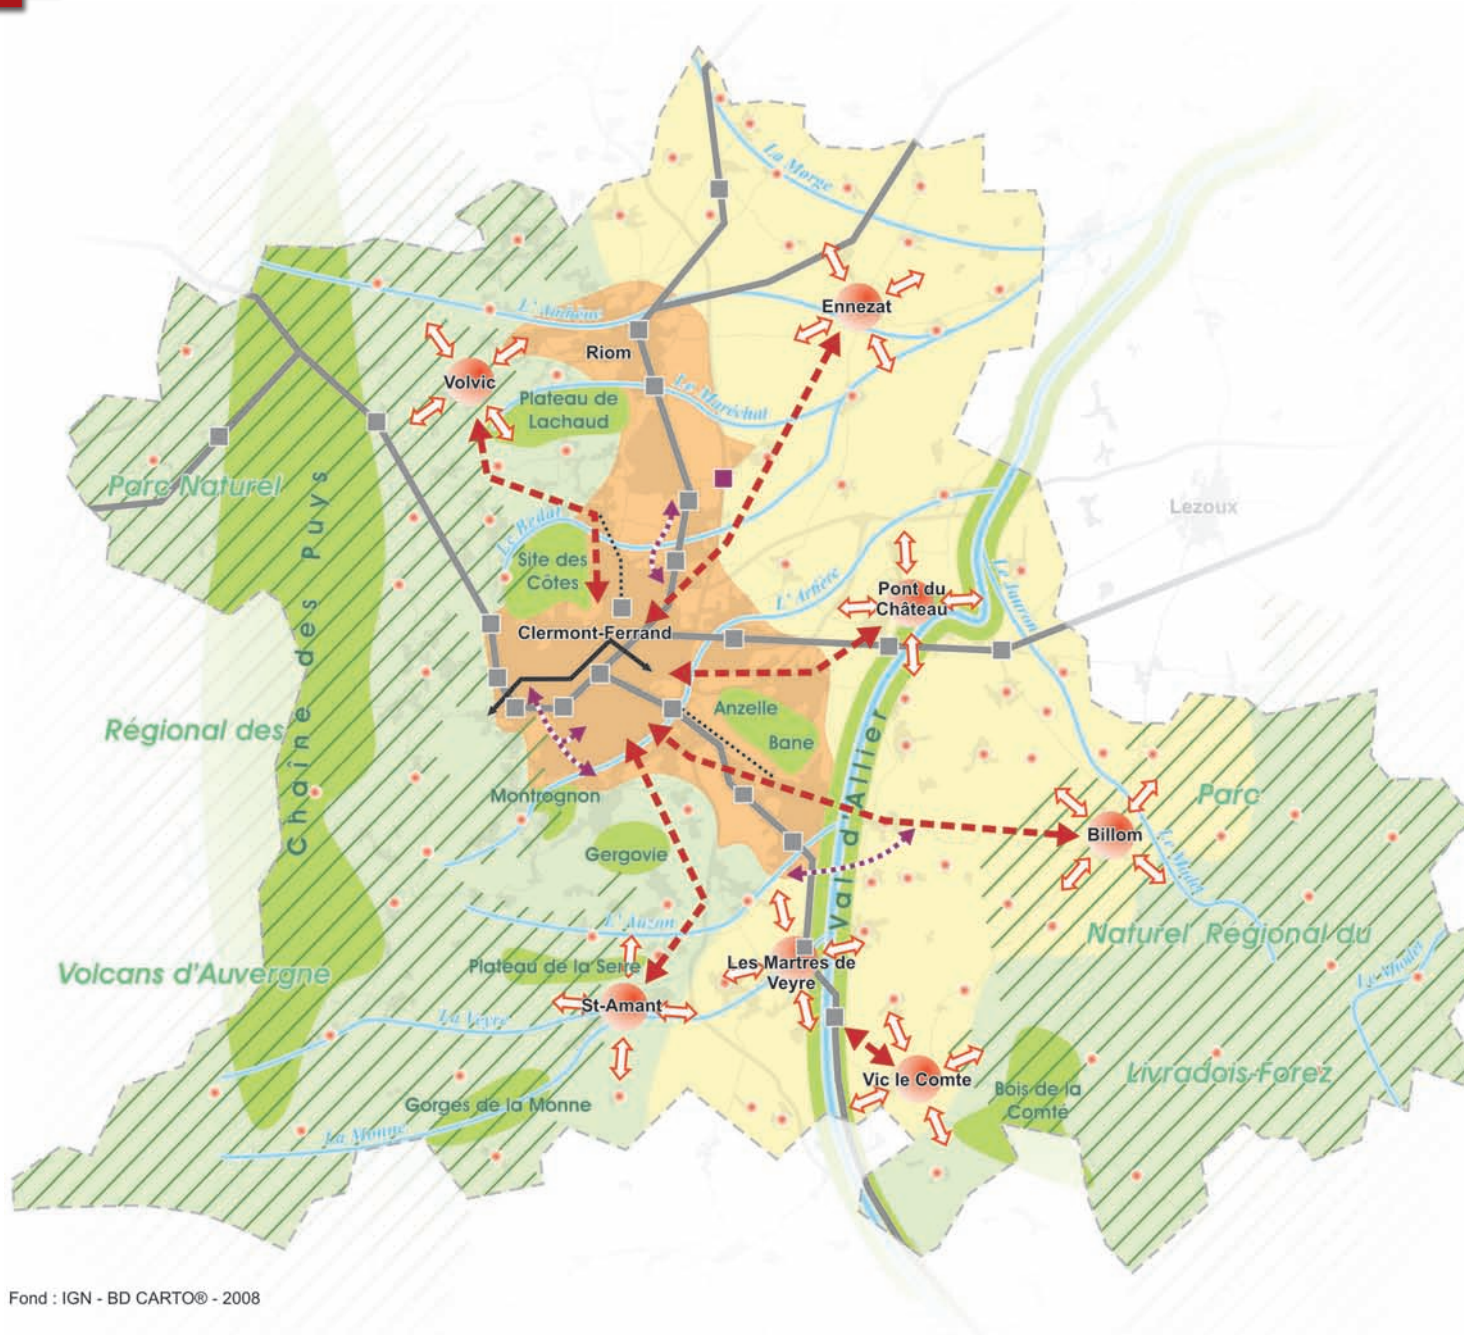 La Morge
Ennezat
L'Ambène
Riom
Volvic
Le Maréchat
Plateau de
Lachaud
Parc Naturel
Lezoux
Le Bédat
Site des
Côtes
L'Artière
Pont du
Château
Le Jauron
Clermont-Ferrand
Chaîne des Puys
Anzelle
Bane
Régional des
Montrognon
Parc
Val d'Allier
Billom
Gergovie
Le Miodet
L'Auzon
Naturel Régional du
Volcans d'Auvergne
Plateau de la Serre
Les Martres de
Veyre
St-Amant
La Veyre
Vic le Comte
Livradois-Forez
Bois de la
Comté
Gorges de la Monne
La Monne
Fond : IGN - BD CARTO® - 2008